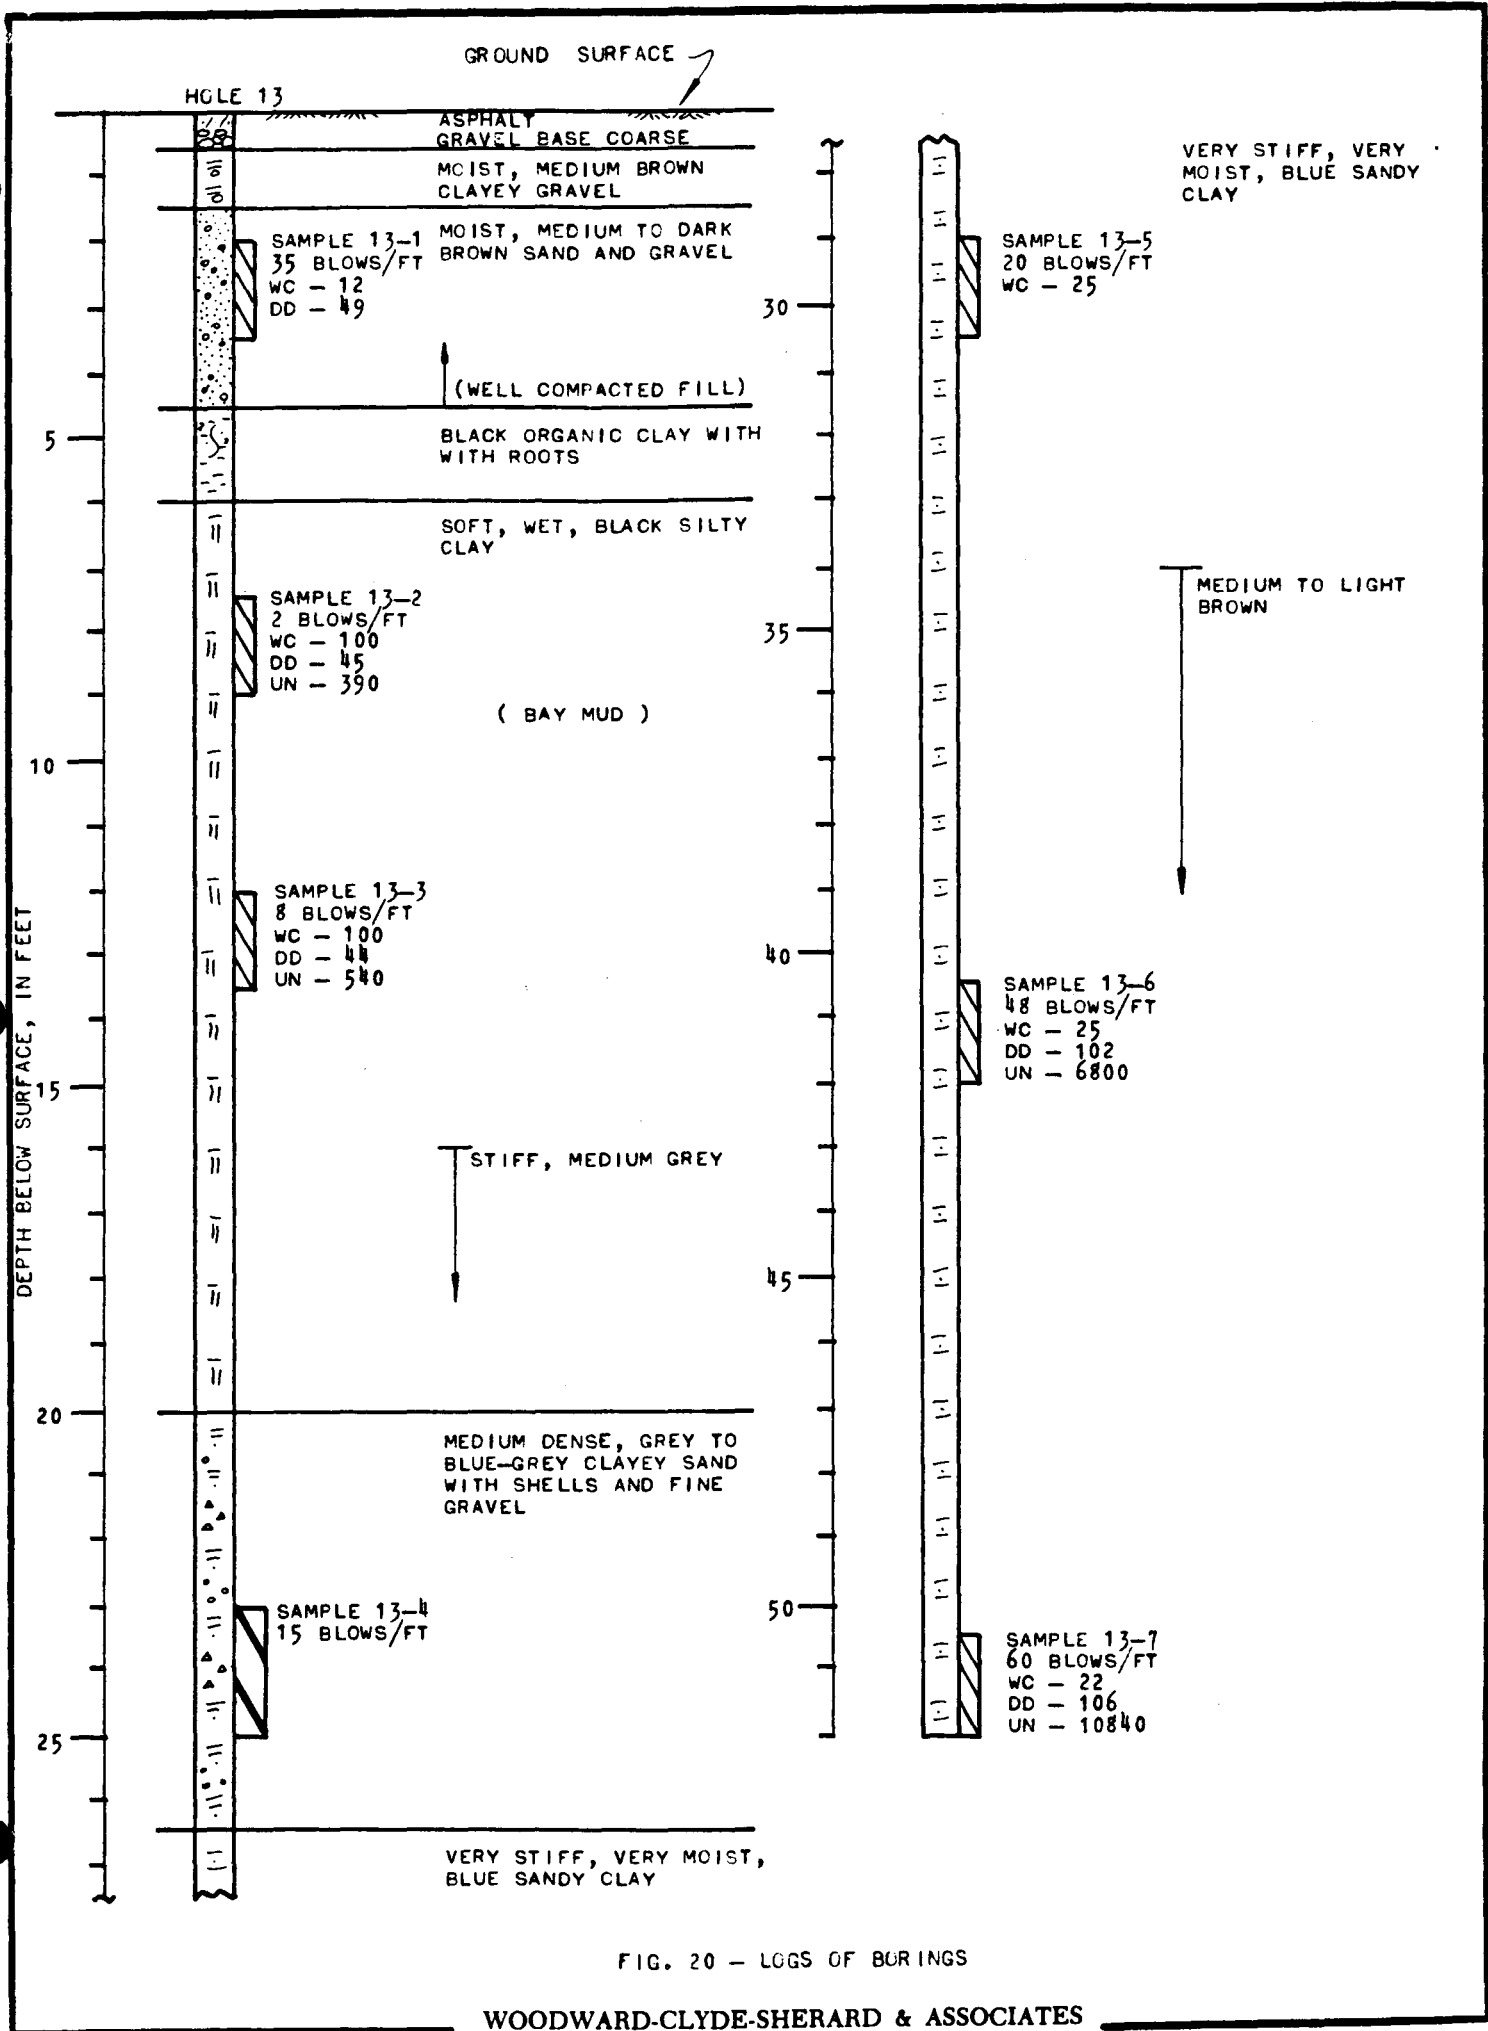 GROUND SURFACE
HOLE 13
ASPHALT
GRAVEL BASE COARSE
MOIST, MEDIUM BROWN
CLAYEY GRAVEL
MOIST, MEDIUM TO DARK
BROWN SAND AND GRAVEL
SAMPLE 13-1
35 BLOWS/FT
WC - 12
DD - 49
(WELL COMPACTED FILL)
5
BLACK ORGANIC CLAY WITH
WITH ROOTS
SOFT, WET, BLACK SILTY
CLAY
SAMPLE 13-2
2 BLOWS/FT
WC - 100
DD - 45
UN - 390
( BAY MUD )
10
SAMPLE 13-3
8 BLOWS/FT
WC - 100
DD - 44
UN - 540
DEPTH BELOW SURFACE, IN FEET
15
STIFF, MEDIUM GREY
20
MEDIUM DENSE, GREY TO
BLUE-GREY CLAYEY SAND
WITH SHELLS AND FINE
GRAVEL
SAMPLE 13-4
15 BLOWS/FT
25
VERY STIFF, VERY MOIST,
BLUE SANDY CLAY
VERY STIFF, VERY
MOIST, BLUE SANDY
CLAY
SAMPLE 13-5
20 BLOWS/FT
WC - 25
30
MEDIUM TO LIGHT
BROWN
35
40
SAMPLE 13-6
48 BLOWS/FT
WC - 25
DD - 102
UN - 6800
45
50
SAMPLE 13-7
60 BLOWS/FT
WC - 22
DD - 106
UN - 10840
FIG. 20 - LOGS OF BORINGS
WOODWARD-CLYDE-SHERARD & ASSOCIATES